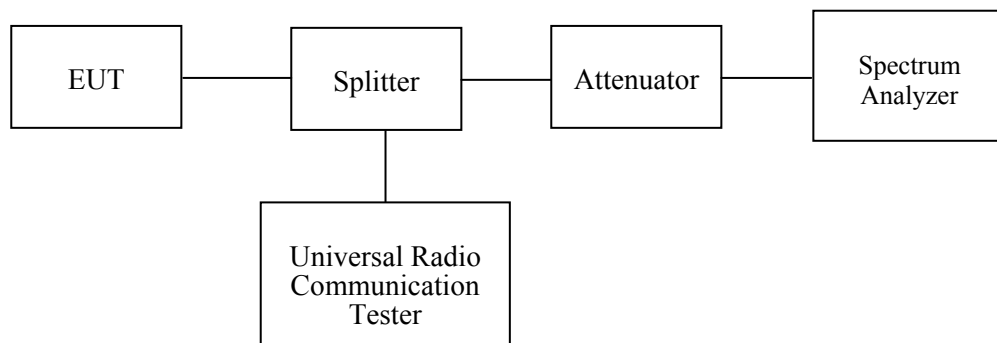 EUT
Splitter
Attenuator
Spectrum
Analyzer
Universal Radio
Communication
Tester